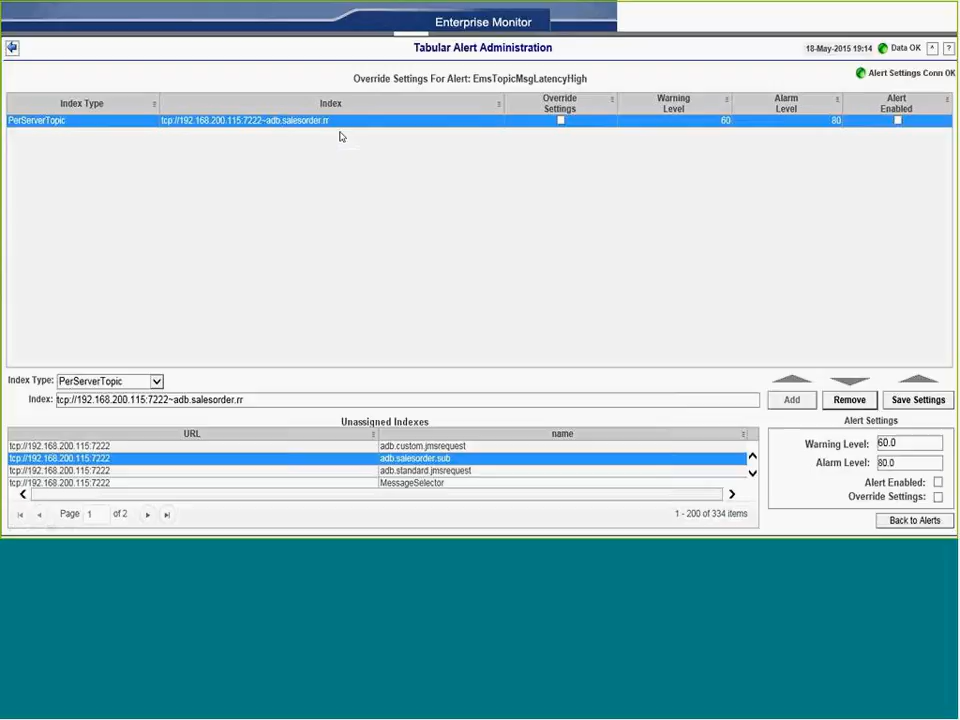 Enterprise Monitor
Tabular Alert Administration
18-May-2015 19:14 Data OK ^ ?
Override Settings For Alert: EmsTopicMsgLatencyHigh
Alert Settings Conn OK
Index Type Index Override Settings Warning Level Alarm Level Alert Enabled
PerServerTopic tcp://192.168.200.115:7222~adb.salesorder.rr 60 80
Index Type: PerServerTopic
Index: tcp://192.168.200.115:7222~adb.salesorder.rr Add Remove Save Settings
Unassigned Indexes
URL name
tcp://192.168.200.115:7222 adb.custom.jmsrequest
tcp://192.168.200.115:7222 adb.salesorder.sub
tcp://192.168.200.115:7222 adb.standard.jmsrequest
tcp://192.168.200.115:7222 MessageSelector
Page 1 of 2 1 - 200 of 334 items
Alert Settings
Warning Level: 60.0
Alarm Level: 80.0
Alert Enabled:
Override Settings:
Back to Alerts